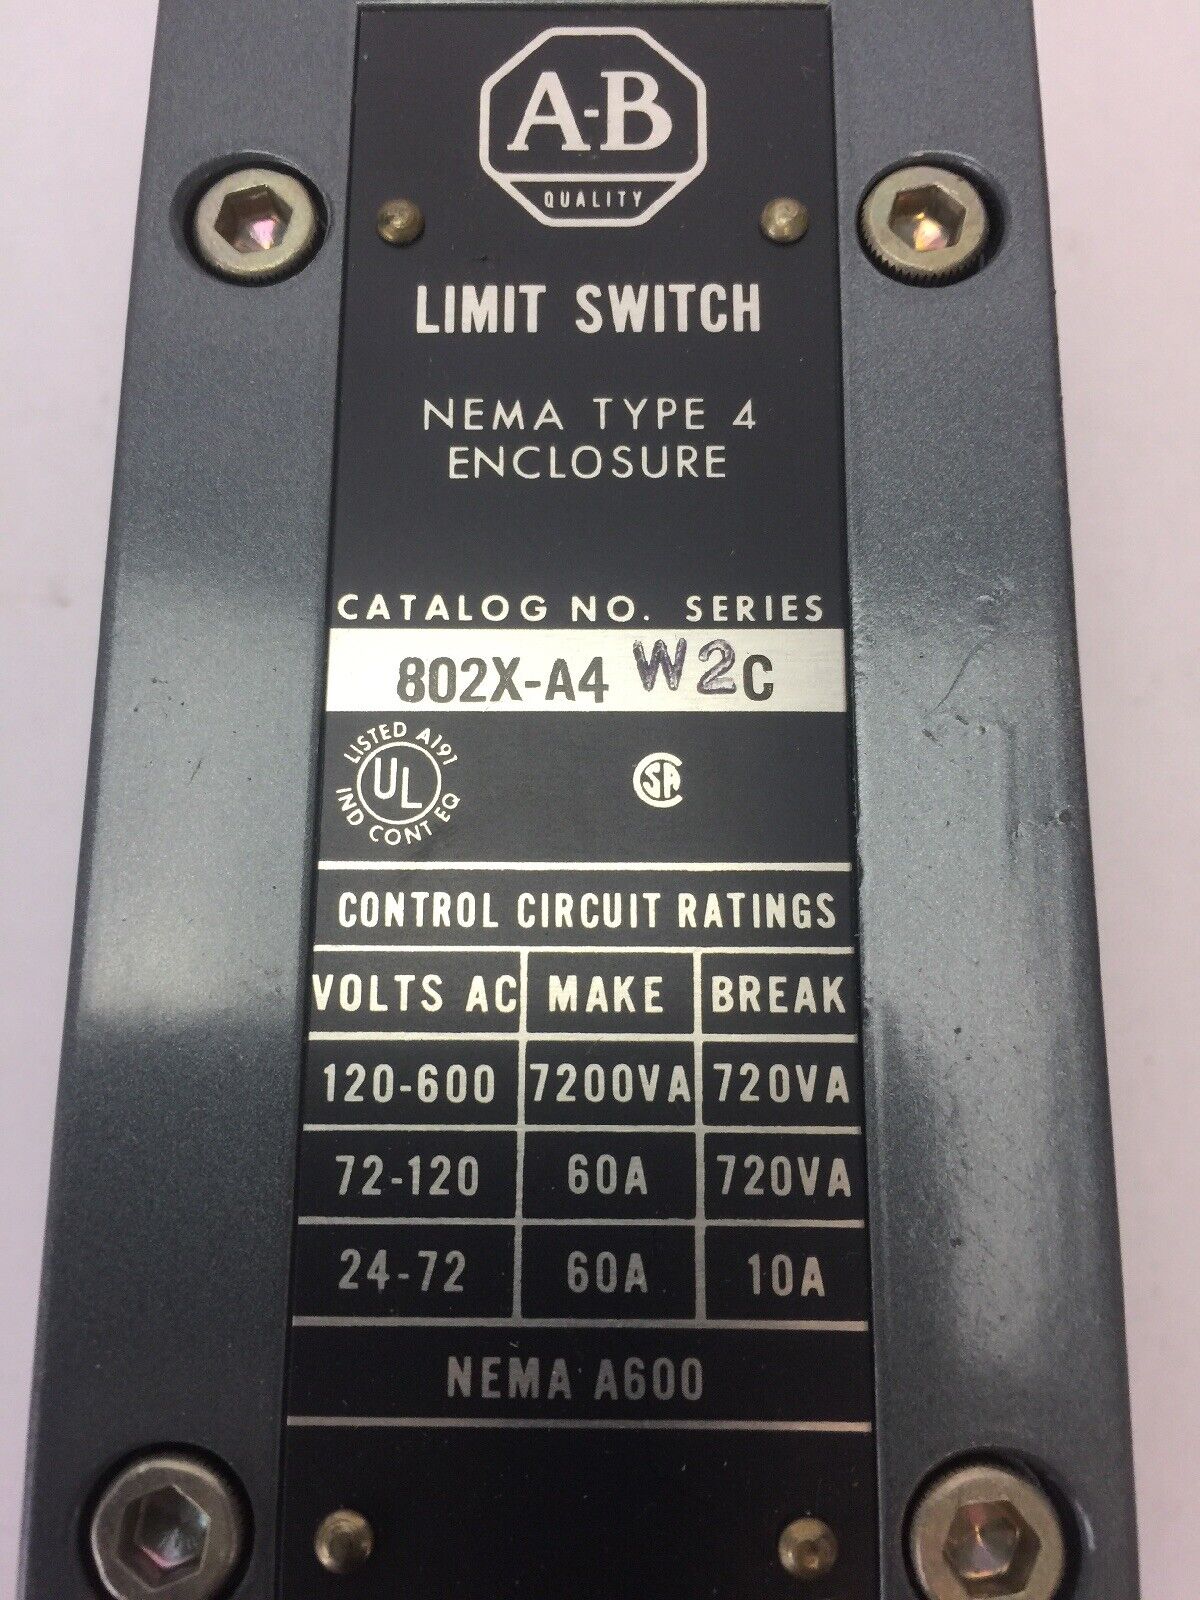 A-B
QUALITY
LIMIT SWITCH
NEMA TYPE 4
ENCLOSURE
CATALOG NO. SERIES
802X-A4 W2C
LISTED A191
UL
IND CONT EQ
CSA
CONTROL CIRCUIT RATINGS
VOLTS AC MAKE BREAK
120-600 7200VA 720VA
72-120 60A 720VA
24-72 60A 10A
NEMA A600